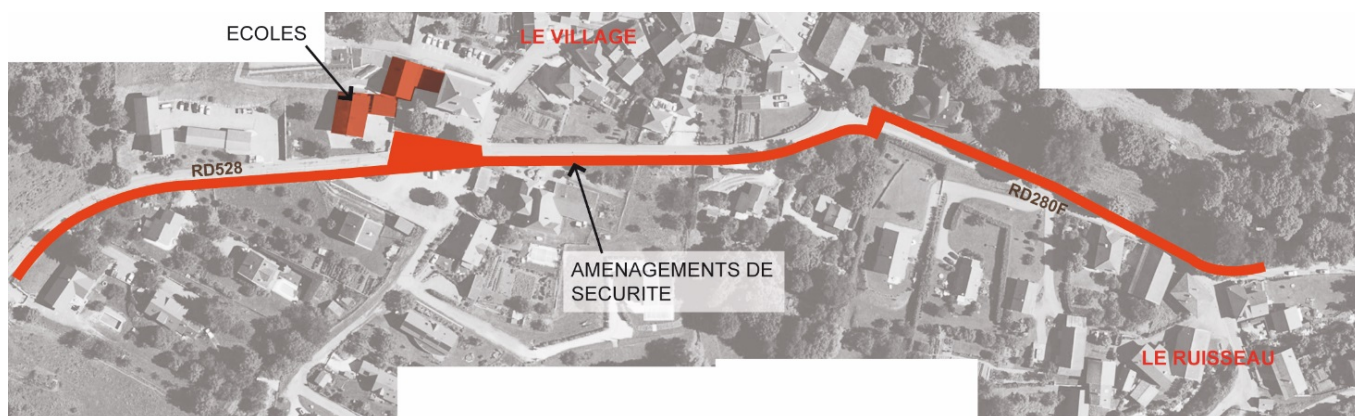 ECOLES
LE VILLAGE
RD528
RD280F
AMENAGEMENTS DE
SECURITE
LE RUISSEAU